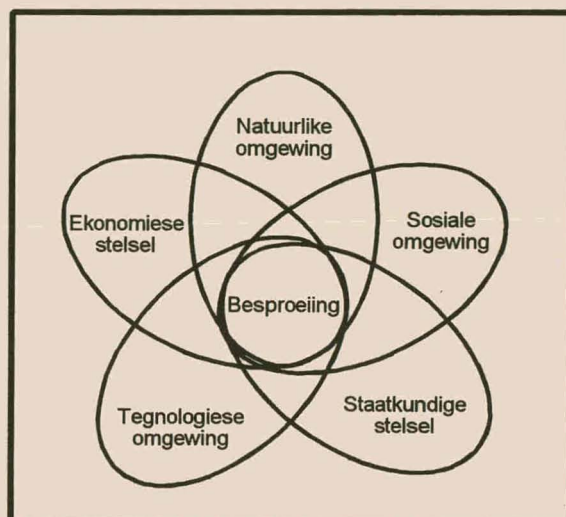 Natuurlike
omgewing
Ekonomiese
stelsel
Sosiale
omgewing
Besproeiing
Tegnologiese
omgewing
Staatkundige
stelsel